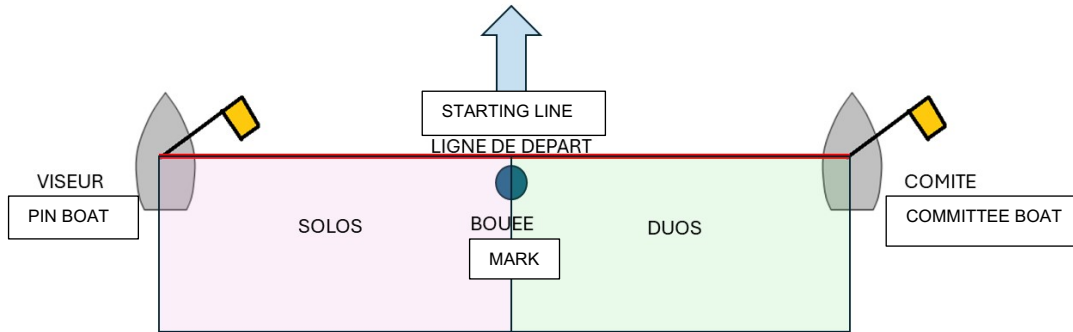 STARTING LINE
LIGNE DE DEPART
VISEUR
PIN BOAT
SOLOS
BOUEE
MARK
DUOS
COMITE
COMMITTEE BOAT